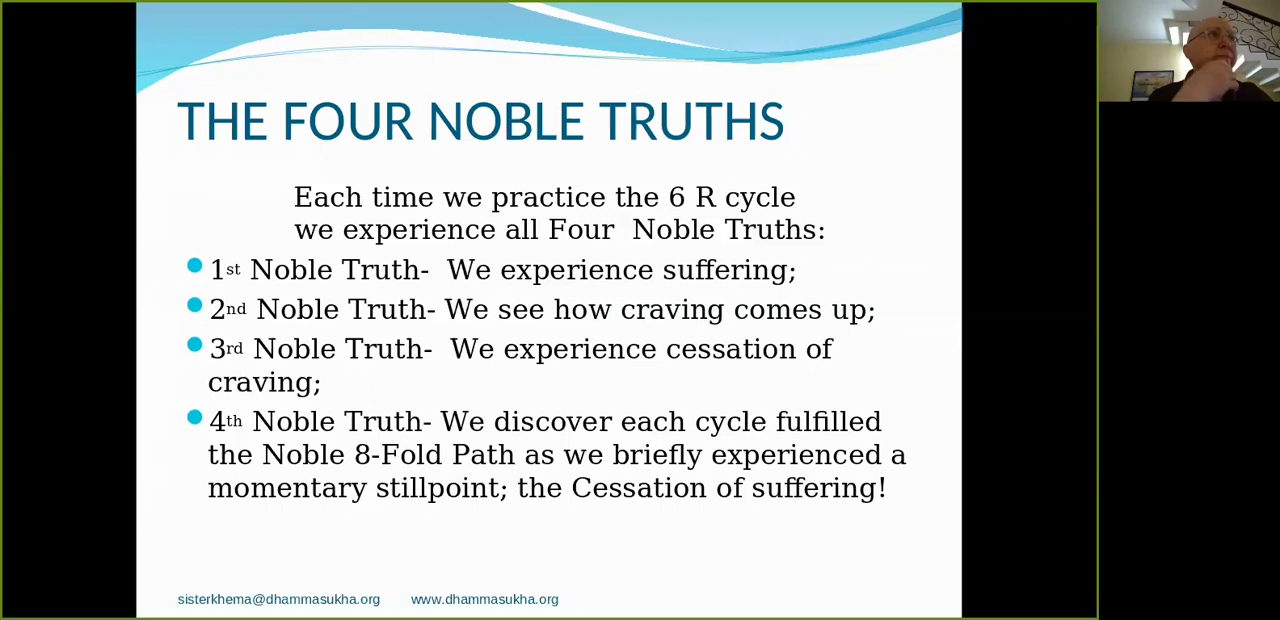 THE FOUR NOBLE TRUTHS
Each time we practice the 6 R cycle
we experience all Four  Noble Truths:
1st Noble Truth-  We experience suffering;
2nd Noble Truth- We see how craving comes up;
3rd Noble Truth-  We experience cessation of
craving;
4th Noble Truth- We discover each cycle fulfilled
the Noble 8-Fold Path as we briefly experienced a
momentary stillpoint; the Cessation of suffering!
sisterkhema@dhammasukha.org www.dhammasukha.org